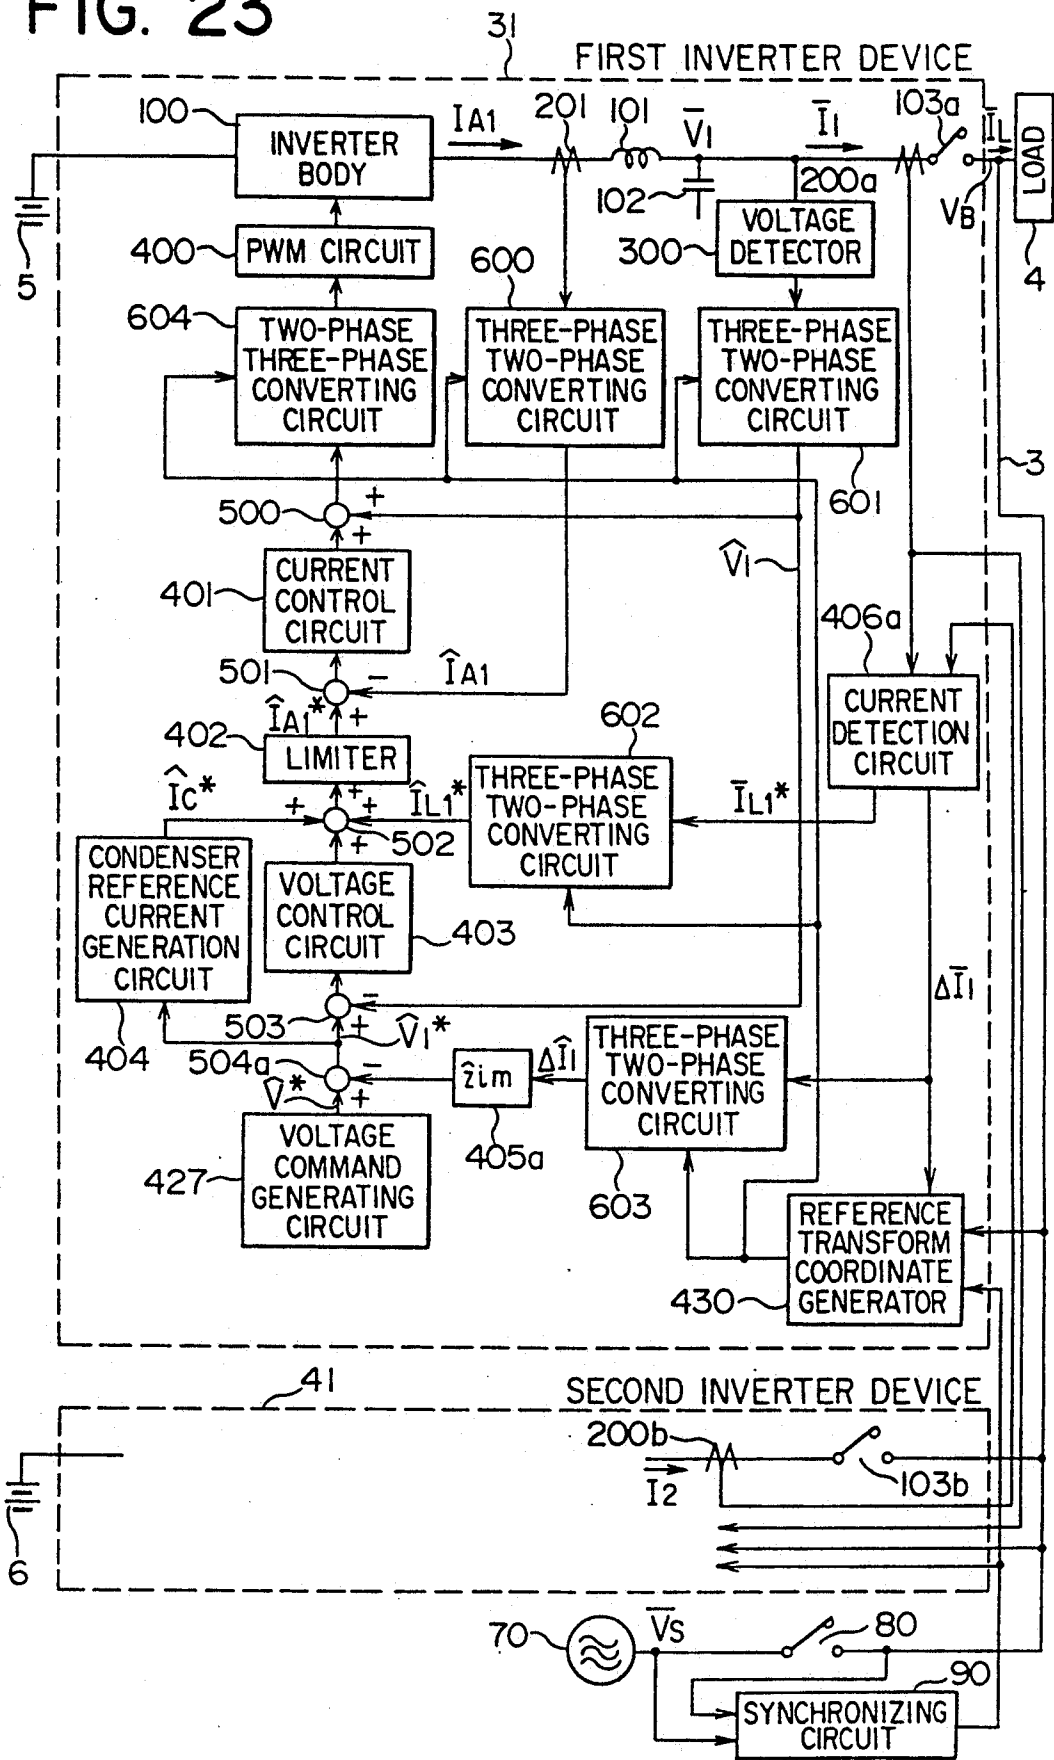 FIG. 23
31
FIRST INVERTER DEVICE
100
INVERTER
BODY
IA1
201
101
V̅1
I̅1
103a
I̅L
LOAD
102
200a
VB
4
5
400
PWM CIRCUIT
600
300
VOLTAGE
DETECTOR
604
TWO-PHASE
THREE-PHASE
CONVERTING
CIRCUIT
THREE-PHASE
TWO-PHASE
CONVERTING
CIRCUIT
THREE-PHASE
TWO-PHASE
CONVERTING
CIRCUIT
3
601
500
+
+
V̂1
401
CURRENT
CONTROL
CIRCUIT
406a
501
−
ÎA1
ÎA1*
+
402
LIMITER
602
CURRENT
DETECTION
CIRCUIT
ÎC*
+
+
+
ÎL1*
THREE-PHASE
TWO-PHASE
CONVERTING
CIRCUIT
I̅L1*
502
+
CONDENSER
REFERENCE
CURRENT
GENERATION
CIRCUIT
VOLTAGE
CONTROL
CIRCUIT
403
ΔI̅1
503
−
+
V̂1*
404
504a
−
ẑim
ΔÎ1
THREE-PHASE
TWO-PHASE
CONVERTING
CIRCUIT
V̂*
+
405a
427
VOLTAGE
COMMAND
GENERATING
CIRCUIT
603
REFERENCE
TRANSFORM
COORDINATE
GENERATOR
430
41
SECOND INVERTER DEVICE
200b
I2
103b
6
70
V̅S
80
90
SYNCHRONIZING
CIRCUIT